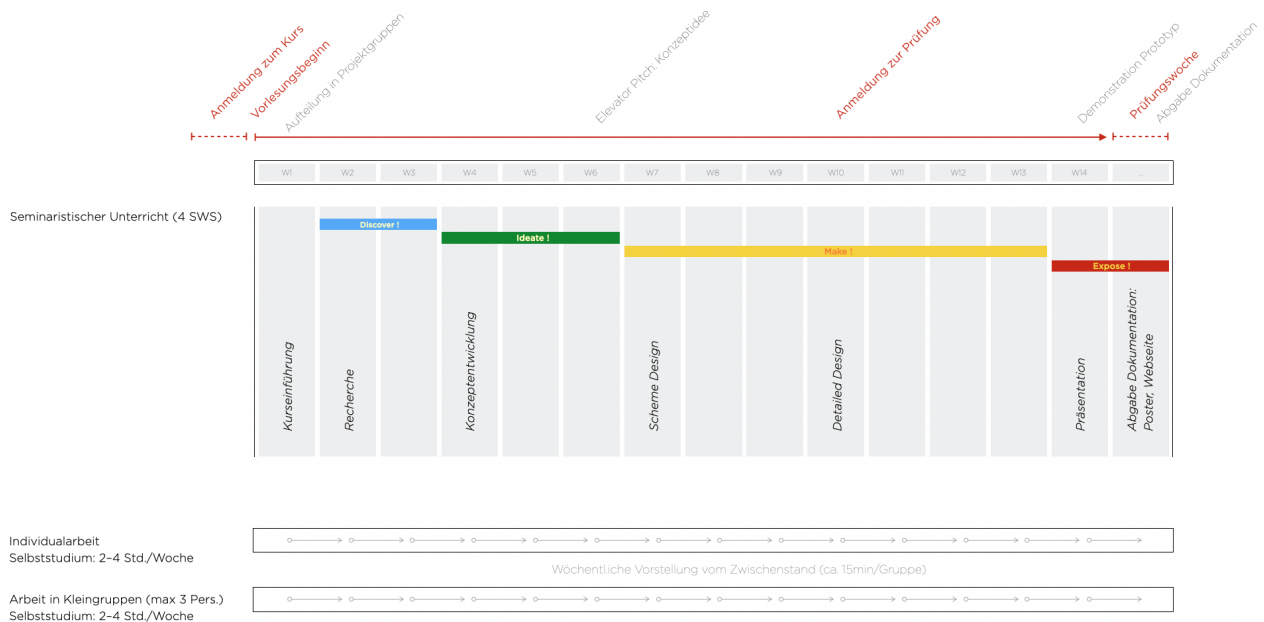 Anmeldung zum Kurs
Vorlesungsbeginn
Aufteilung in Projektgruppen
Elevator Pitch: Konzeptidee
Anmeldung zur Prüfung
Demonstration Prototyp
Prüfungswoche
Abgabe Dokumentation
W1 W2 W3 W4 W5 W6 W7 W8 W9 W10 W11 W12 W13 W14 ..
Seminaristischer Unterricht (4 SWS)
Discover !
Ideate !
Make !
Expose !
Kurseinführung
Recherche
Konzeptentwicklung
Scheme Design
Detailed Design
Präsentation
Abgabe Dokumentation:
Poster, Webseite
Individualarbeit
Selbststudium: 2–4 Std./Woche
Wöchentliche Vorstellung vom Zwischenstand (ca. 15min/Gruppe)
Arbeit in Kleingruppen (max 3 Pers.)
Selbststudium: 2–4 Std./Woche